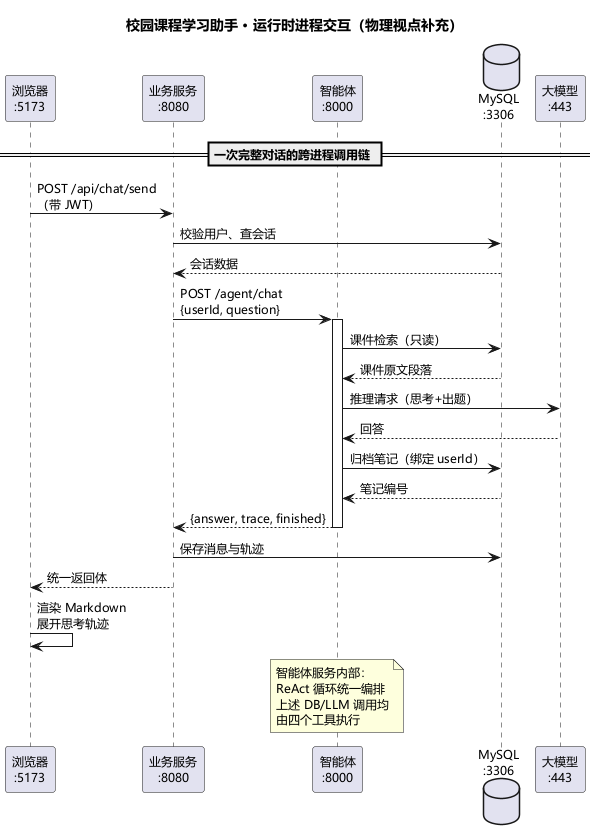 校园课程学习助手 · 运行时进程交互（物理视点补充）
浏览器
:5173
业务服务
:8080
智能体
:8000
MySQL
:3306
大模型
:443
一次完整对话的跨进程调用链
POST /api/chat/send
（带 JWT）
校验用户、查会话
会话数据
POST /agent/chat
{userId, question}
课件检索（只读）
课件原文段落
推理请求（思考+出题）
回答
归档笔记（绑定 userId）
笔记编号
{answer, trace, finished}
保存消息与轨迹
统一返回体
渲染 Markdown
展开思考轨迹
智能体服务内部：
ReAct 循环统一编排
上述 DB/LLM 调用均
由四个工具执行
浏览器
:5173
业务服务
:8080
智能体
:8000
MySQL
:3306
大模型
:443